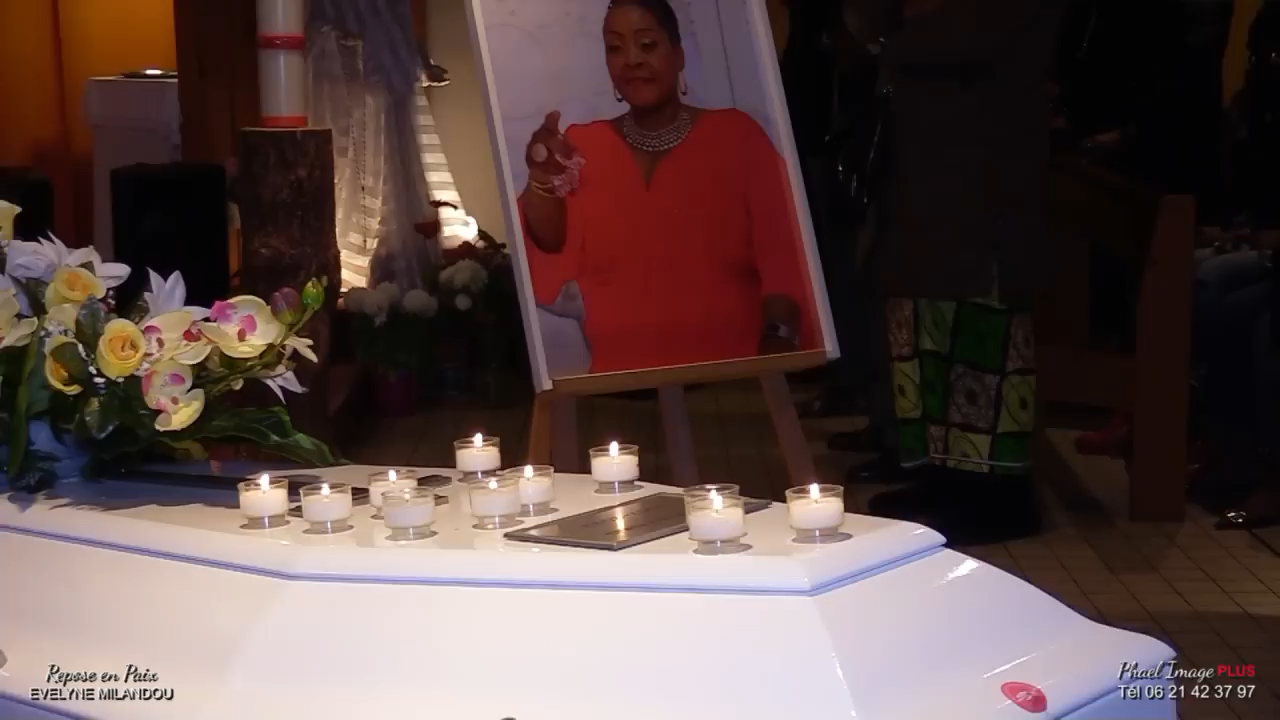 Repose en Paix
EVELYNE MILANDOU
Phael Image PLUS
Tél 06 21 42 37 97